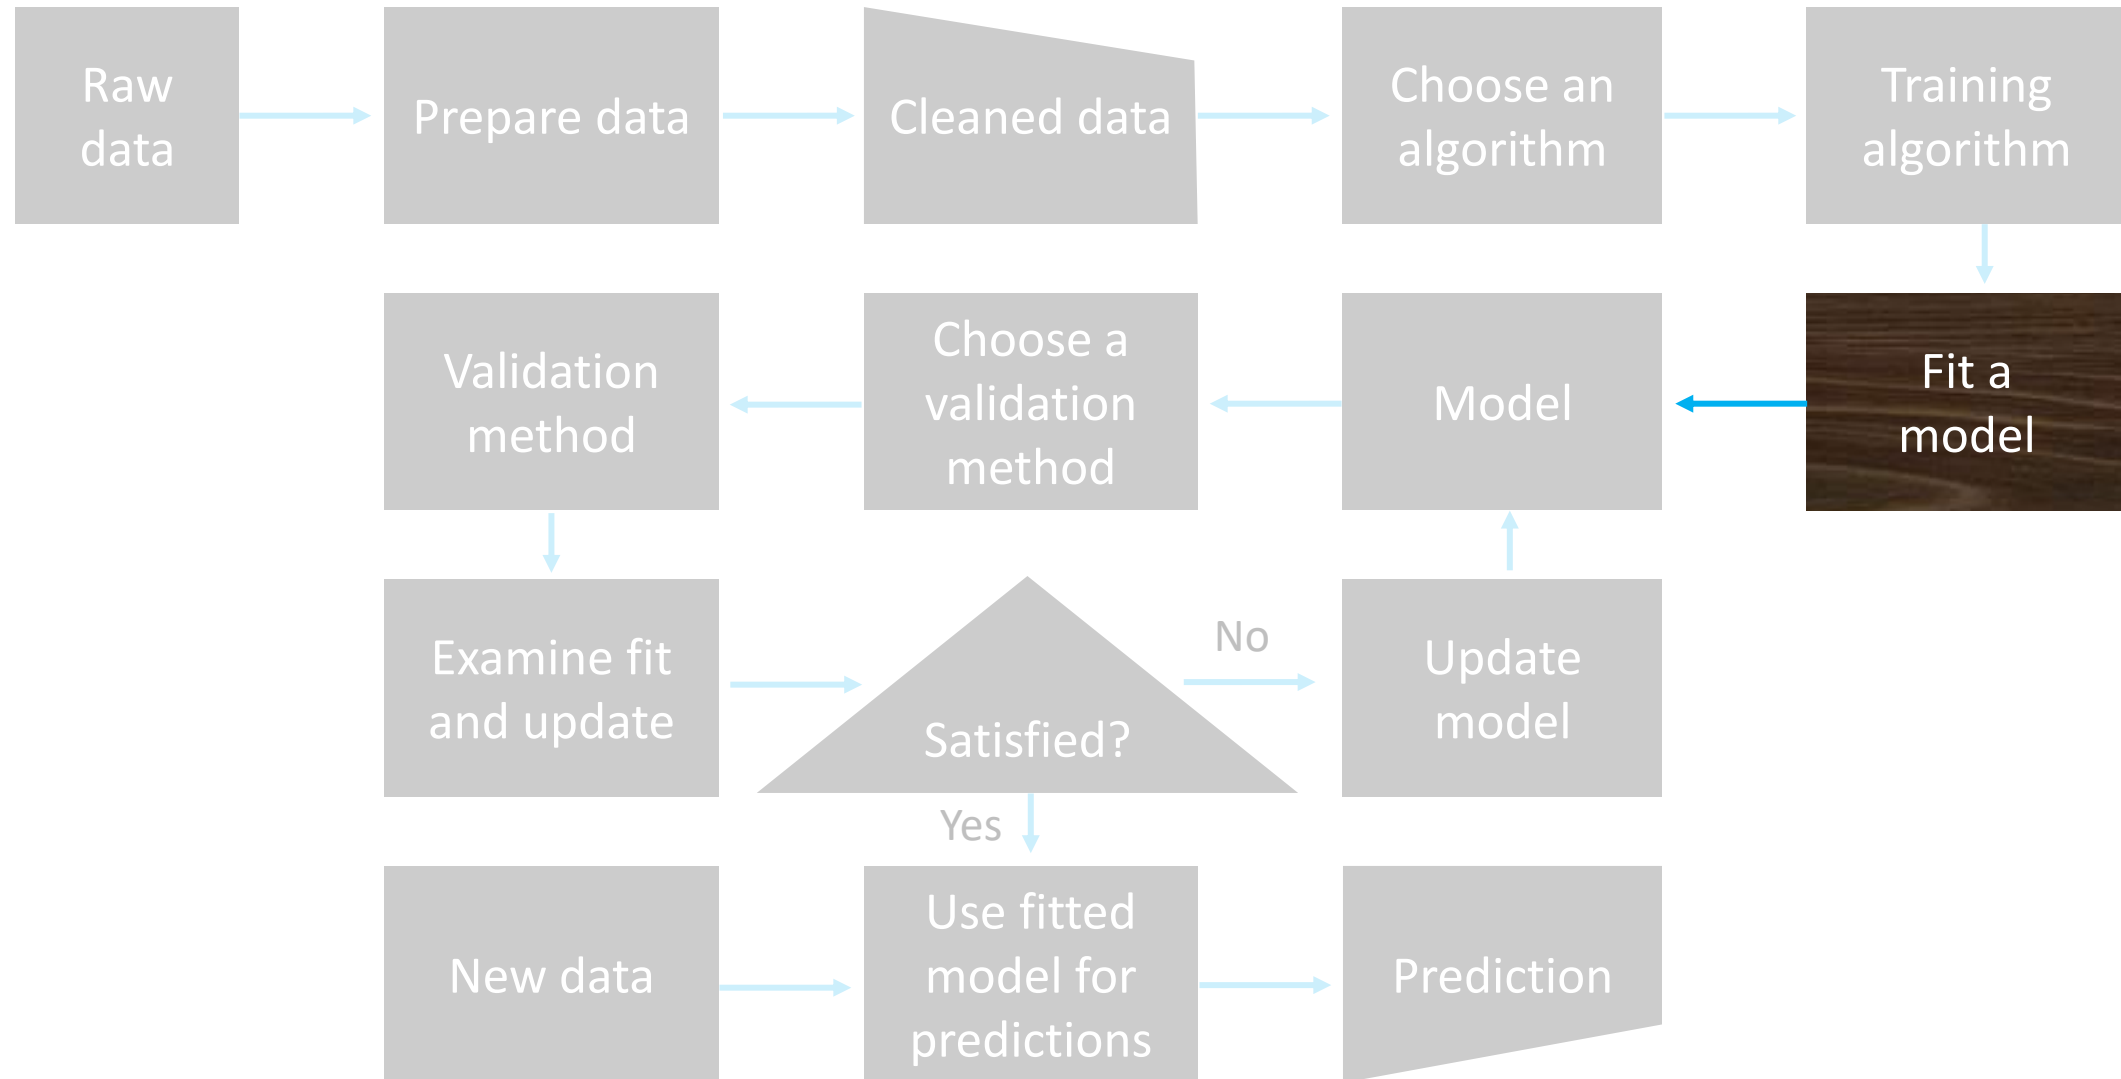 Raw
data
Prepare data
Cleaned data
Choose an
algorithm
Training
algorithm
Fit a
model
Model
Choose a
validation
method
Validation
method
Examine fit
and update
Satisfied?
No
Update
model
Yes
New data
Use fitted
model for
predictions
Prediction